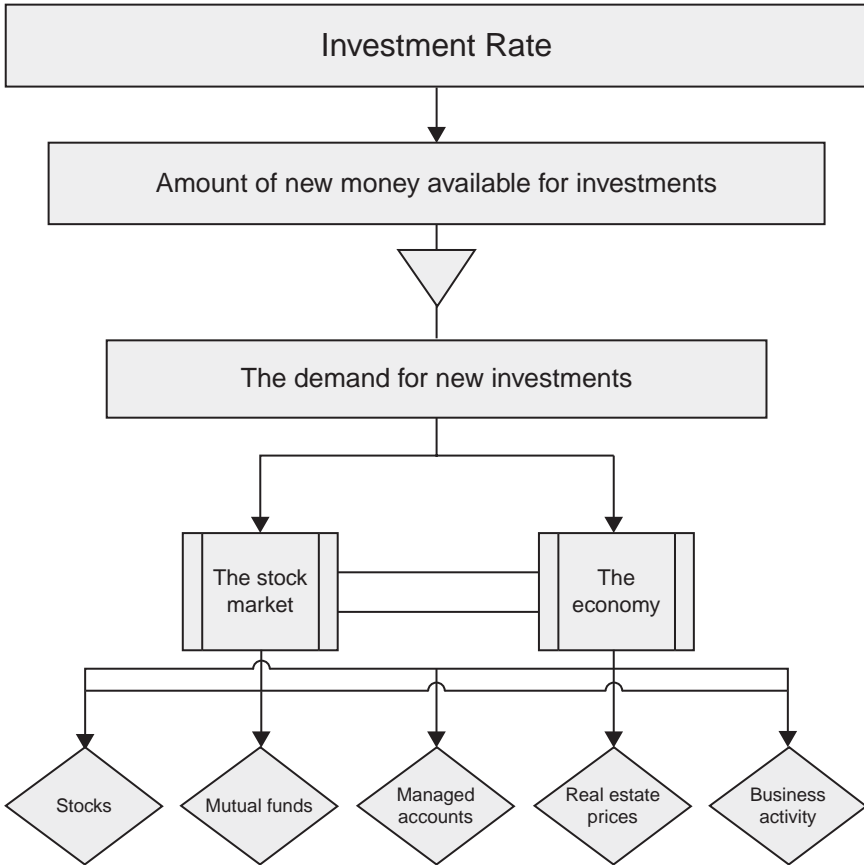 Investment Rate
Amount of new money available for investments
The demand for new investments
The stock
market
The
economy
Stocks
Mutual funds
Managed
accounts
Real estate
prices
Business
activity